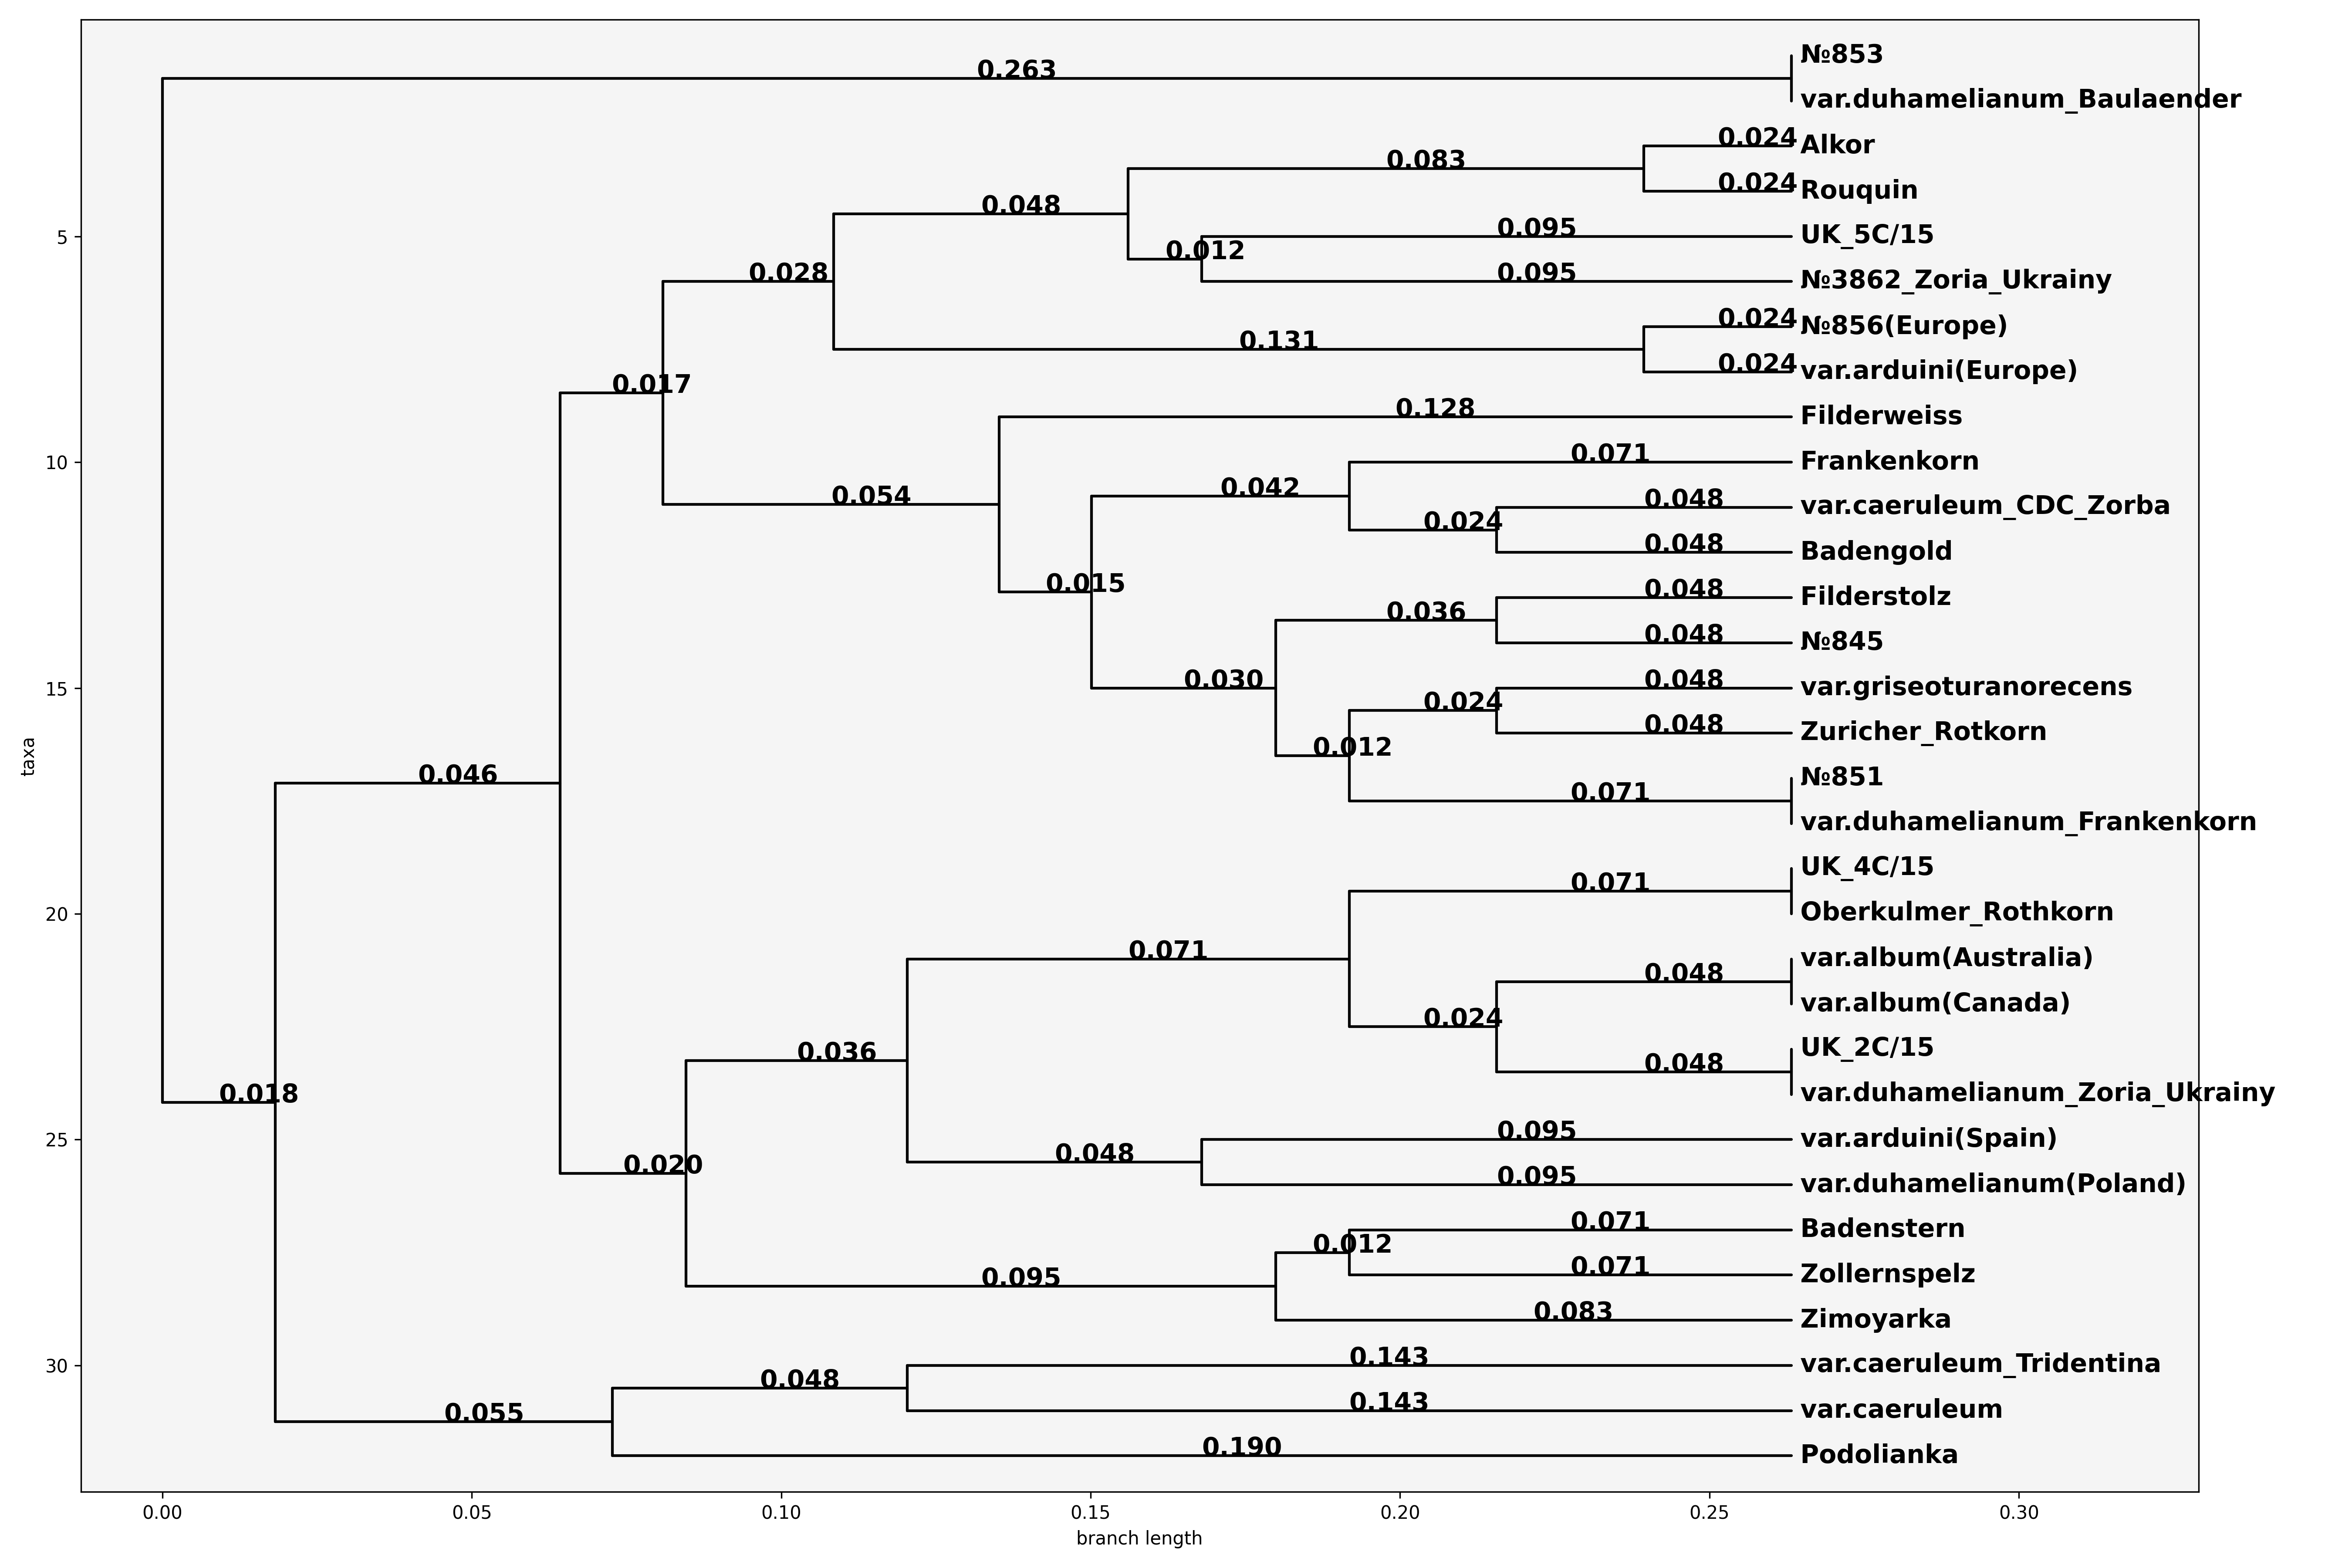 0.263
№853
var.duhamelianum_Baulaender
0.024
Alkor
0.083
0.024
Rouquin
0.048
0.095
UK_5C/15
0.012
0.028
0.095
№3862_Zoria_Ukrainy
0.024
№856(Europe)
0.131
0.024
var.arduini(Europe)
0.017
0.128
Filderweiss
0.071
Frankenkorn
0.042
0.054
0.048
var.caeruleum_CDC_Zorba
0.024
0.048
Badengold
0.015
0.048
Filderstolz
0.036
0.048
№845
0.030
0.048
var.griseoturanorecens
0.024
0.048
Zuricher_Rotkorn
0.012
0.046
№851
0.071
var.duhamelianum_Frankenkorn
UK_4C/15
0.071
Oberkulmer_Rothkorn
0.071
var.album(Australia)
0.048
var.album(Canada)
0.024
0.036
UK_2C/15
0.048
0.018
var.duhamelianum_Zoria_Ukrainy
0.095
var.arduini(Spain)
0.048
0.020
0.095
var.duhamelianum(Poland)
0.071
Badenstern
0.012
0.095
0.071
Zollernspelz
0.083
Zimoyarka
0.143
var.caeruleum_Tridentina
0.048
0.143
var.caeruleum
0.055
0.190
Podolianka
5
10
15
20
25
30
taxa
0.00 0.05 0.10 0.15 0.20 0.25 0.30
branch length